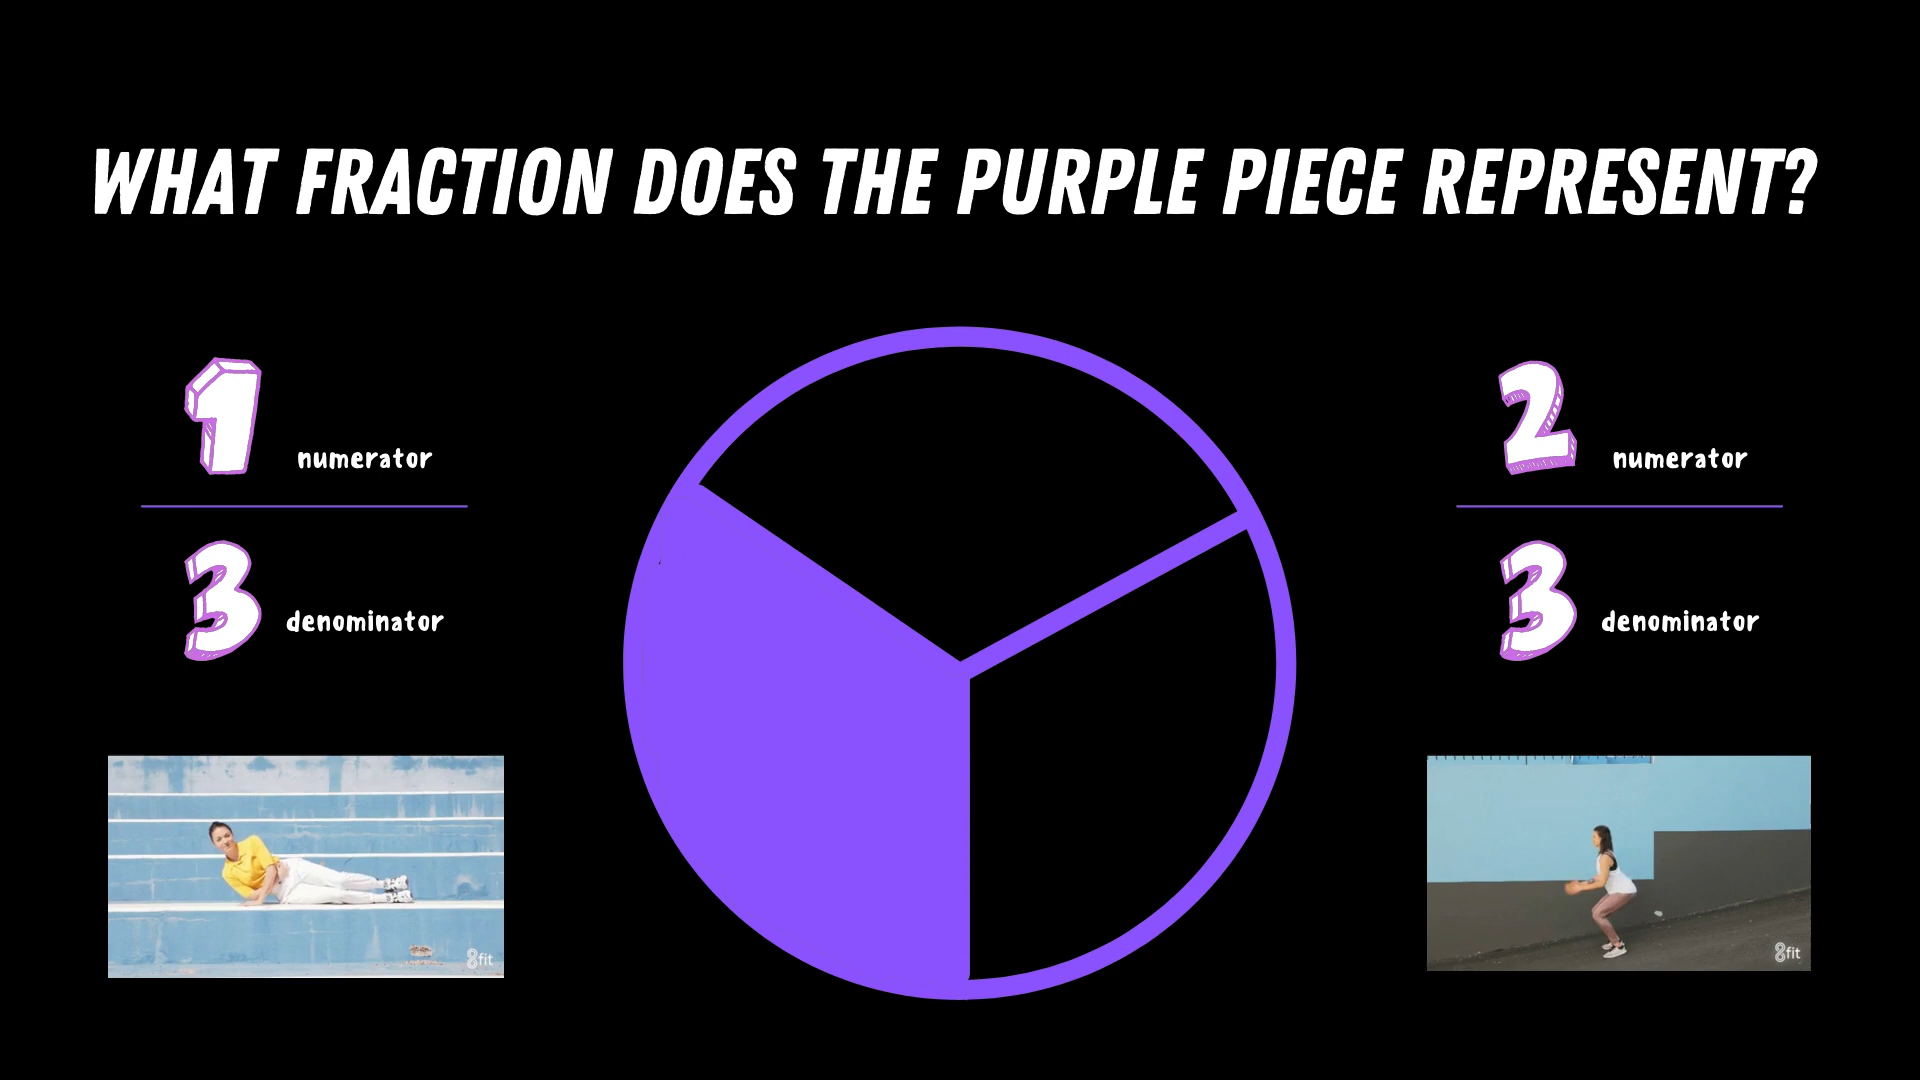 WHAT FRACTION DOES THE PURPLE PIECE REPRESENT?
1 numerator
3 denominator
2 numerator
3 denominator
8fit
8fit